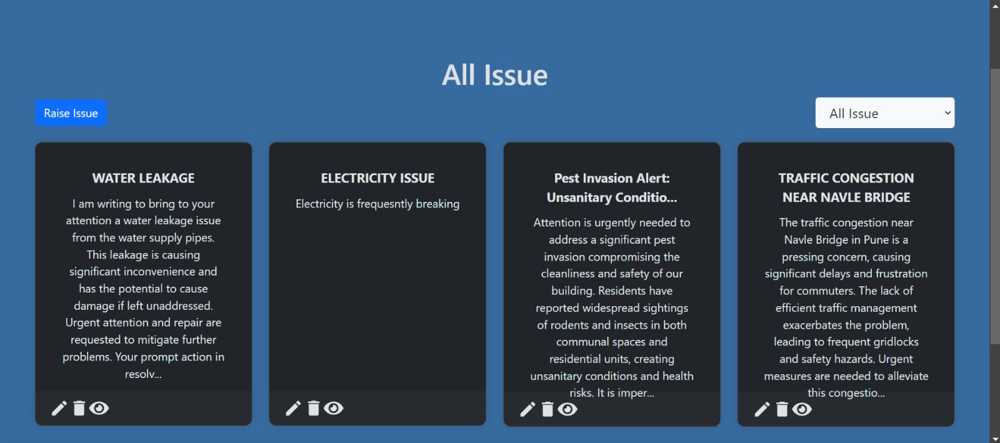 All Issue
Raise Issue
All Issue
WATER LEAKAGE
I am writing to bring to your
attention a water leakage issue
from the water supply pipes.
This leakage is causing
significant inconvenience and
has the potential to cause
damage if left unaddressed.
Urgent attention and repair are
requested to mitigate further
problems. Your prompt action in
resolv...
ELECTRICITY ISSUE
Electricity is frequesntly breaking
Pest Invasion Alert:
Unsanitary Conditio...
Attention is urgently needed to
address a significant pest
invasion compromising the
cleanliness and safety of our
building. Residents have
reported widespread sightings
of rodents and insects in both
communal spaces and
residential units, creating
unsanitary conditions and health
risks. It is imper...
TRAFFIC CONGESTION
NEAR NAVLE BRIDGE
The traffic congestion near
Navle Bridge in Pune is a
pressing concern, causing
significant delays and frustration
for commuters. The lack of
efficient traffic management
exacerbates the problem,
leading to frequent gridlocks
and safety hazards. Urgent
measures are needed to alleviate
this congestio...